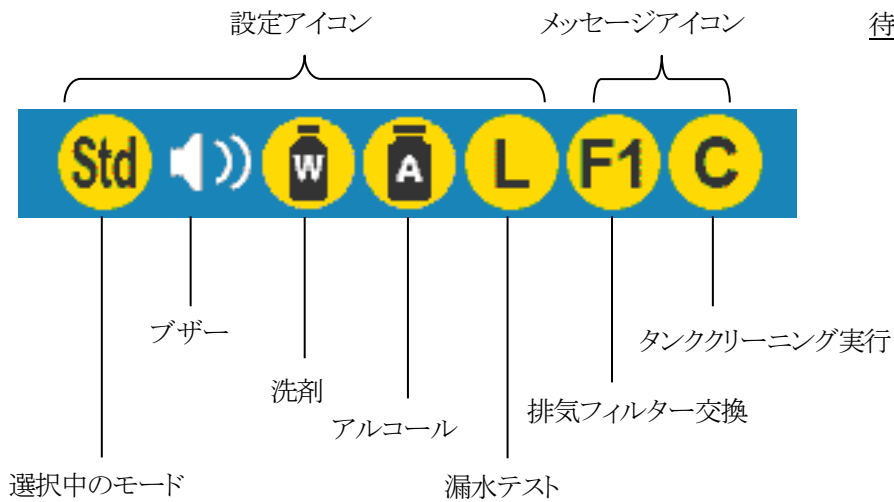 設定アイコン
メッセージアイコン
待
Std
W
A
L
F1
C
ブザー
タンククリーニング実行
洗剤
排気フィルター交換
アルコール
選択中のモード
漏水テスト